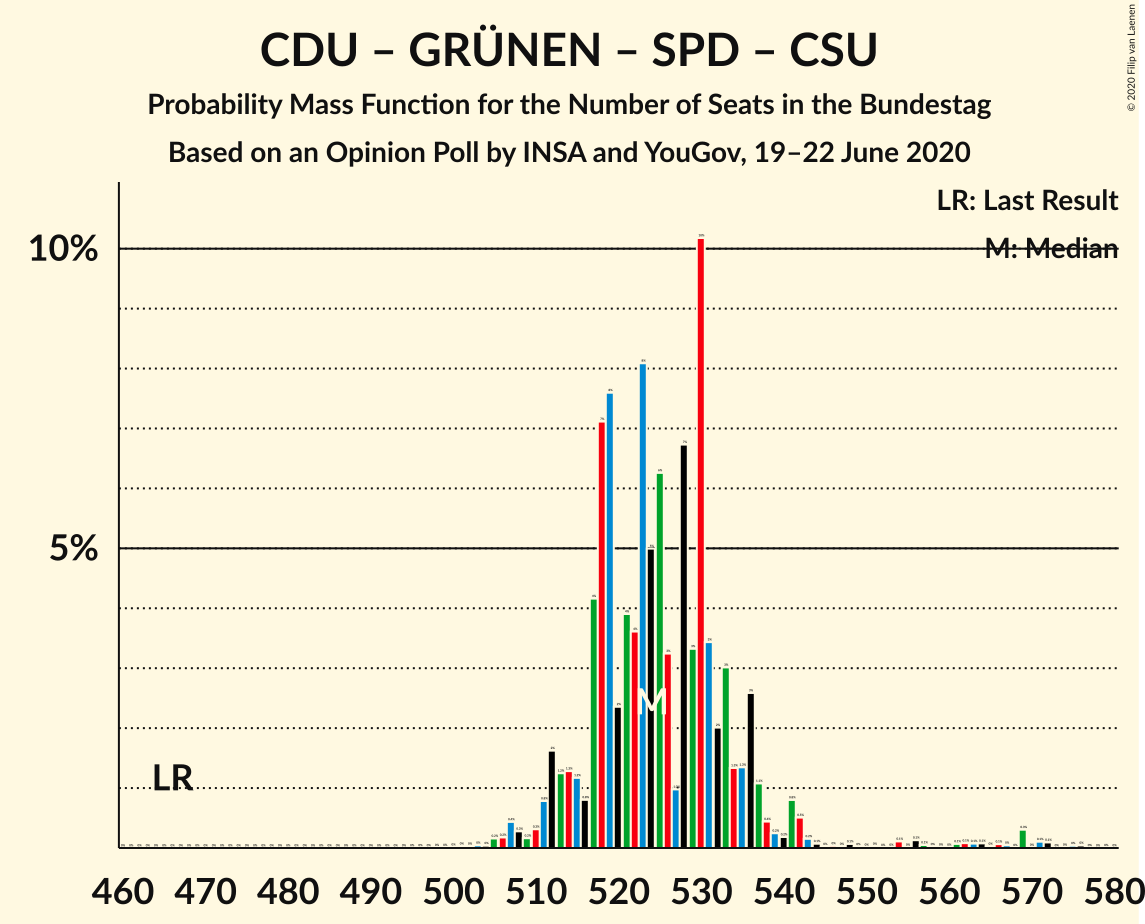 CDU – GRÜNEN – SPD – CSU
Probability Mass Function for the Number of Seats in the Bundestag
Based on an Opinion Poll by INSA and YouGov, 19–22 June 2020
© 2020 Filip van Laenen
LR: Last Result
M: Median
10%
5%
M
LR
460 470 480 490 500 510 520 530 540 550 560 570 580